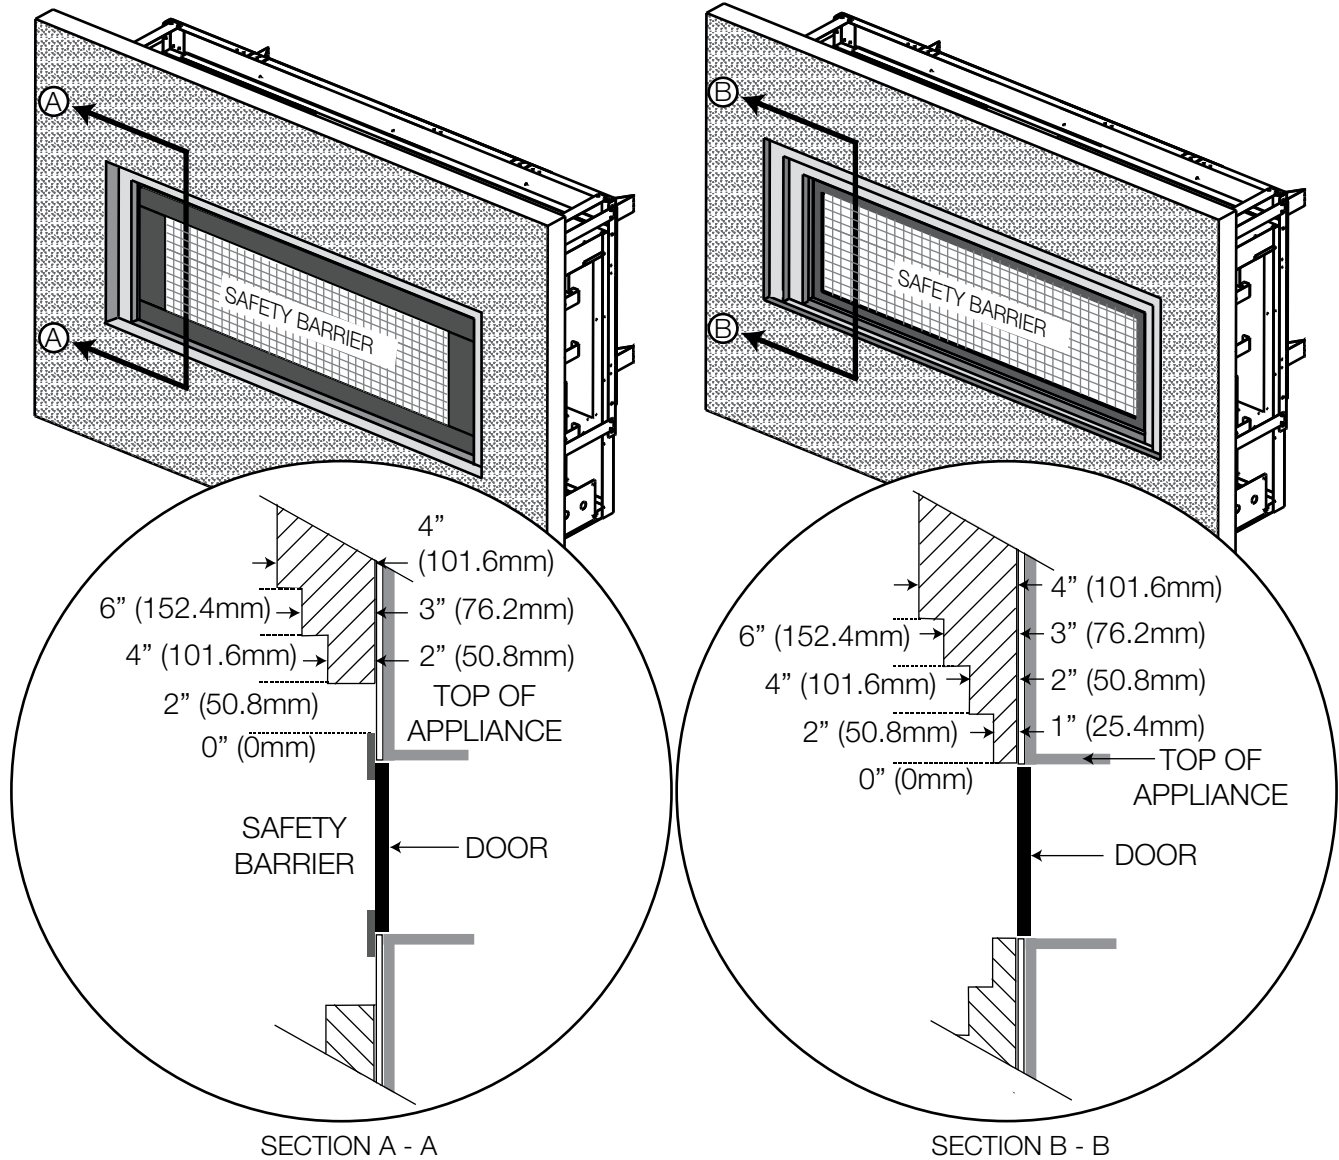 A
A
SAFETY BARRIER
B
B
SAFETY BARRIER
4”
(101.6mm)
6” (152.4mm)
3” (76.2mm)
4” (101.6mm)
2” (50.8mm)
2” (50.8mm)
TOP OF
APPLIANCE
0” (0mm)
SAFETY
BARRIER
DOOR
SECTION A - A
4” (101.6mm)
6” (152.4mm)
3” (76.2mm)
4” (101.6mm)
2” (50.8mm)
2” (50.8mm)
1” (25.4mm)
0” (0mm)
TOP OF
APPLIANCE
DOOR
SECTION B - B